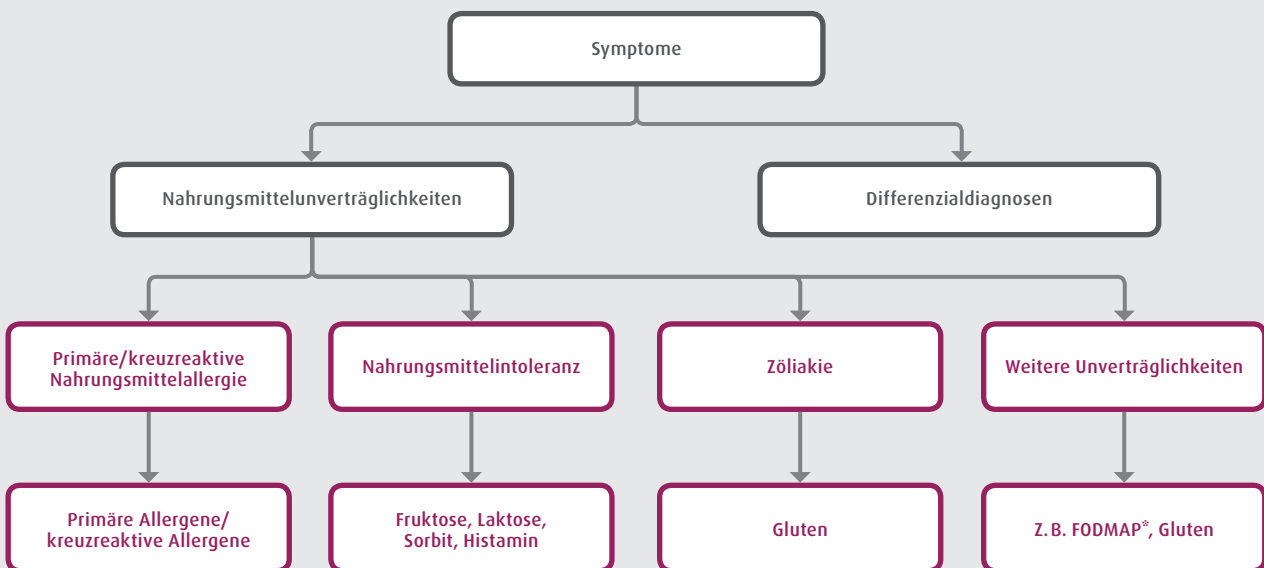 Symptome
Nahrungsmittelunverträglichkeiten
Differenzialdiagnosen
Primäre/kreuzreaktive
Nahrungsmittelallergie
Nahrungsmittelintoleranz
Zöliakie
Weitere Unverträglichkeiten
Primäre Allergene/
kreuzreaktive Allergene
Fruktose, Laktose,
Sorbit, Histamin
Gluten
Z. B. FODMAP*, Gluten